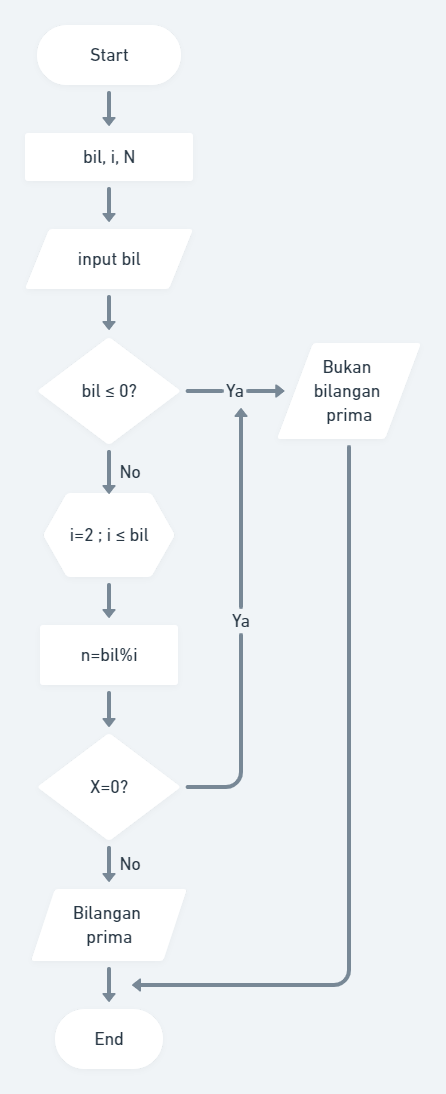 Start
bil, i, N
input bil
bil ≤ 0?
Ya
Bukan
bilangan
prima
No
i=2 ; i ≤ bil
Ya
n=bil%i
X=0?
No
Bilangan
prima
End